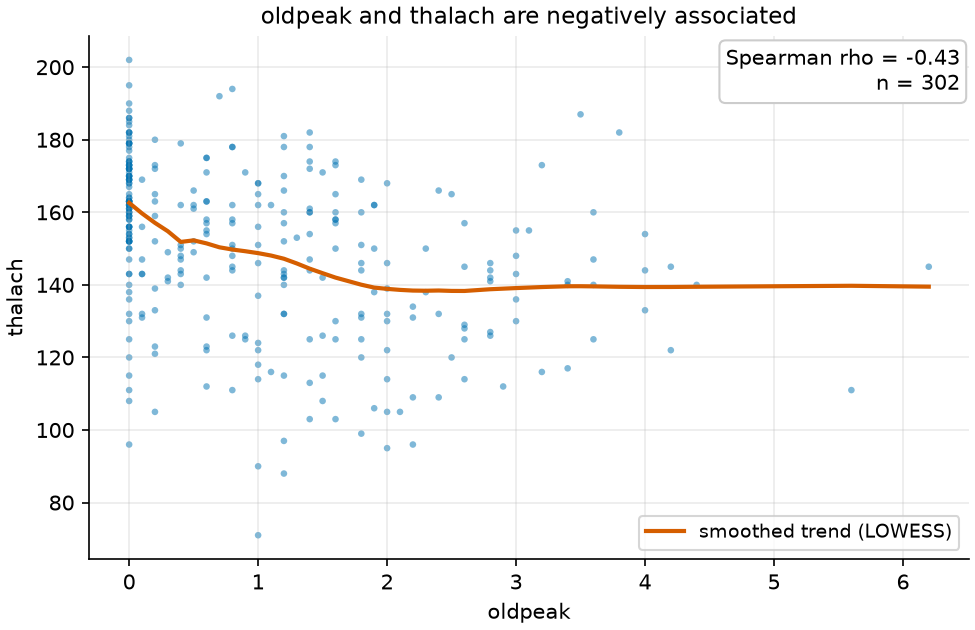 oldpeak and thalach are negatively associated
Spearman rho = -0.43
n = 302
200
180
160
140
120
100
80
thalach
smoothed trend (LOWESS)
0 1 2 3 4 5 6
oldpeak